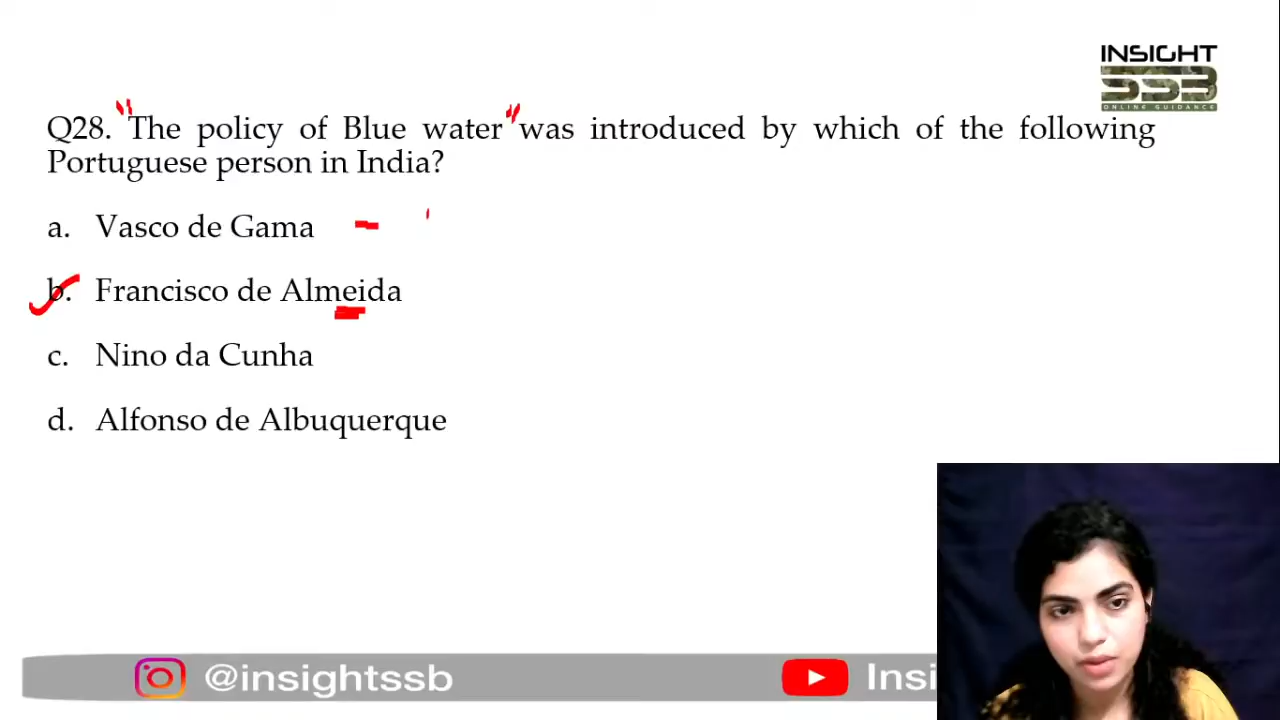 INSIGHT
SSB
ONLINE GUIDANCE
Q28. "The policy of Blue water" was introduced by which of the following
Portuguese person in India?
a. Vasco de Gama -
b. Francisco de Almeida
c. Nino da Cunha
d. Alfonso de Albuquerque
@insightssb
Insi